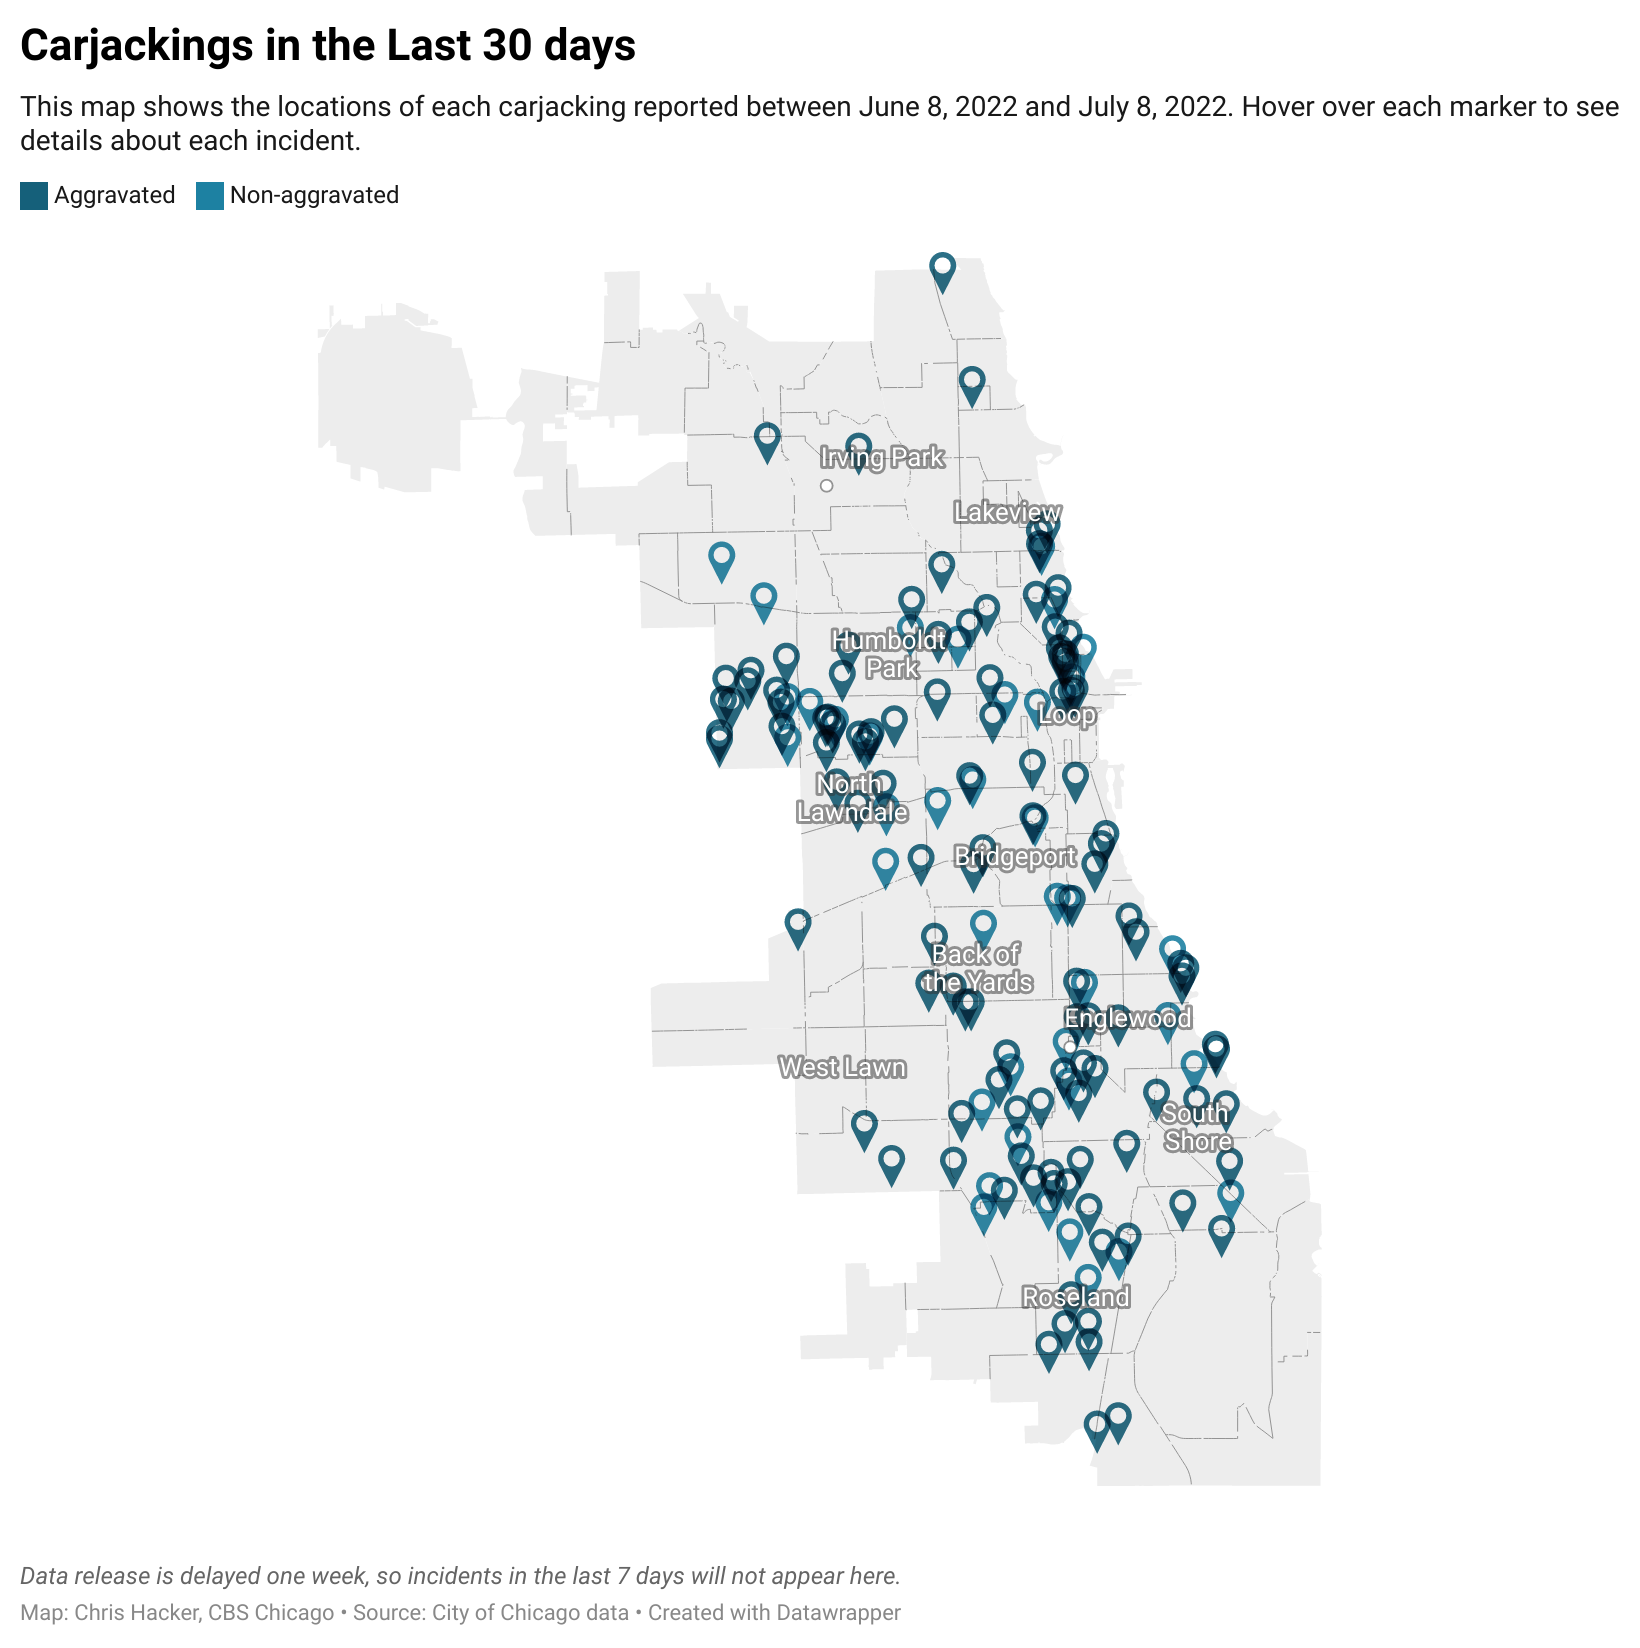 Carjackings in the Last 30 days
This map shows the locations of each carjacking reported between June 8, 2022 and July 8, 2022. Hover over each marker to see
details about each incident.
Aggravated Non-aggravated
Irving Park
Lakeview
Humboldt
Park
Loop
North
Lawndale
Bridgeport
Back of
the Yards
Englewood
West Lawn
South
Shore
Roseland
Data release is delayed one week, so incidents in the last 7 days will not appear here.
Map: Chris Hacker, CBS Chicago • Source: City of Chicago data • Created with Datawrapper